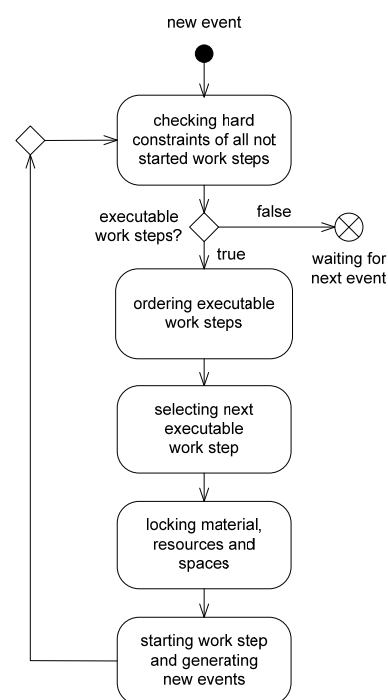 new event
checking hard
constraints of all not
started work steps
executable
work steps?
false
true
waiting for
next event
ordering executable
work steps
selecting next
executable
work step
locking material,
resources and
spaces
starting work step
and generating
new events